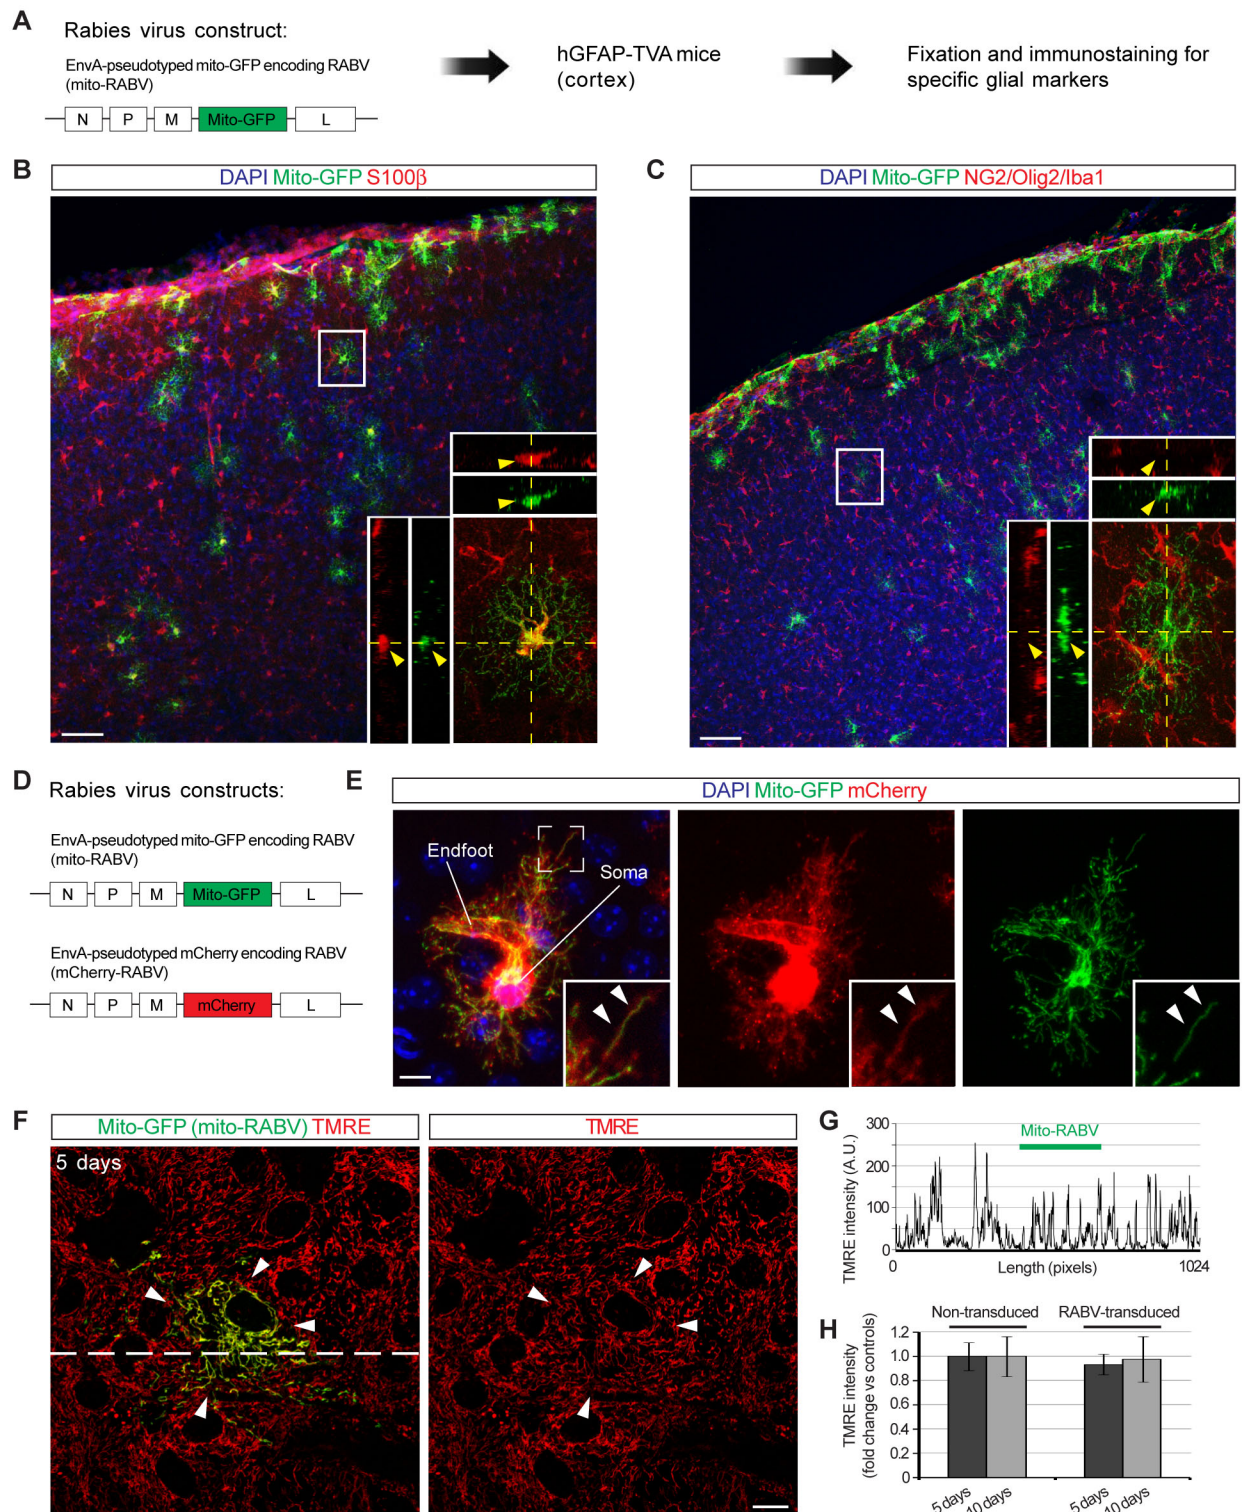 A
Rabies virus construct:
EnvA-pseudotyped mito-GFP encoding RABV
(mito-RABV)
N P M Mito-GFP L
hGFAP-TVA mice
(cortex)
Fixation and immunostaining for
specific glial markers
B
DAPI Mito-GFP S100β
C
DAPI Mito-GFP NG2/Olig2/Iba1
D
Rabies virus constructs:
EnvA-pseudotyped mito-GFP encoding RABV
(mito-RABV)
N P M Mito-GFP L
EnvA-pseudotyped mCherry encoding RABV
(mCherry-RABV)
N P M mCherry L
E
DAPI Mito-GFP mCherry
Endfoot
Soma
F
Mito-GFP (mito-RABV) TMRE
TMRE
5 days
G
TMRE intensity (A.U.)
300
200
100
0
Mito-RABV
0
Length (pixels)
1024
H
Non-transduced
RABV-transduced
TMRE intensity
(fold change vs controls)
1.2
1.0
0.8
0.6
0.4
0.2
0
5 days
10 days
5 days
10 days